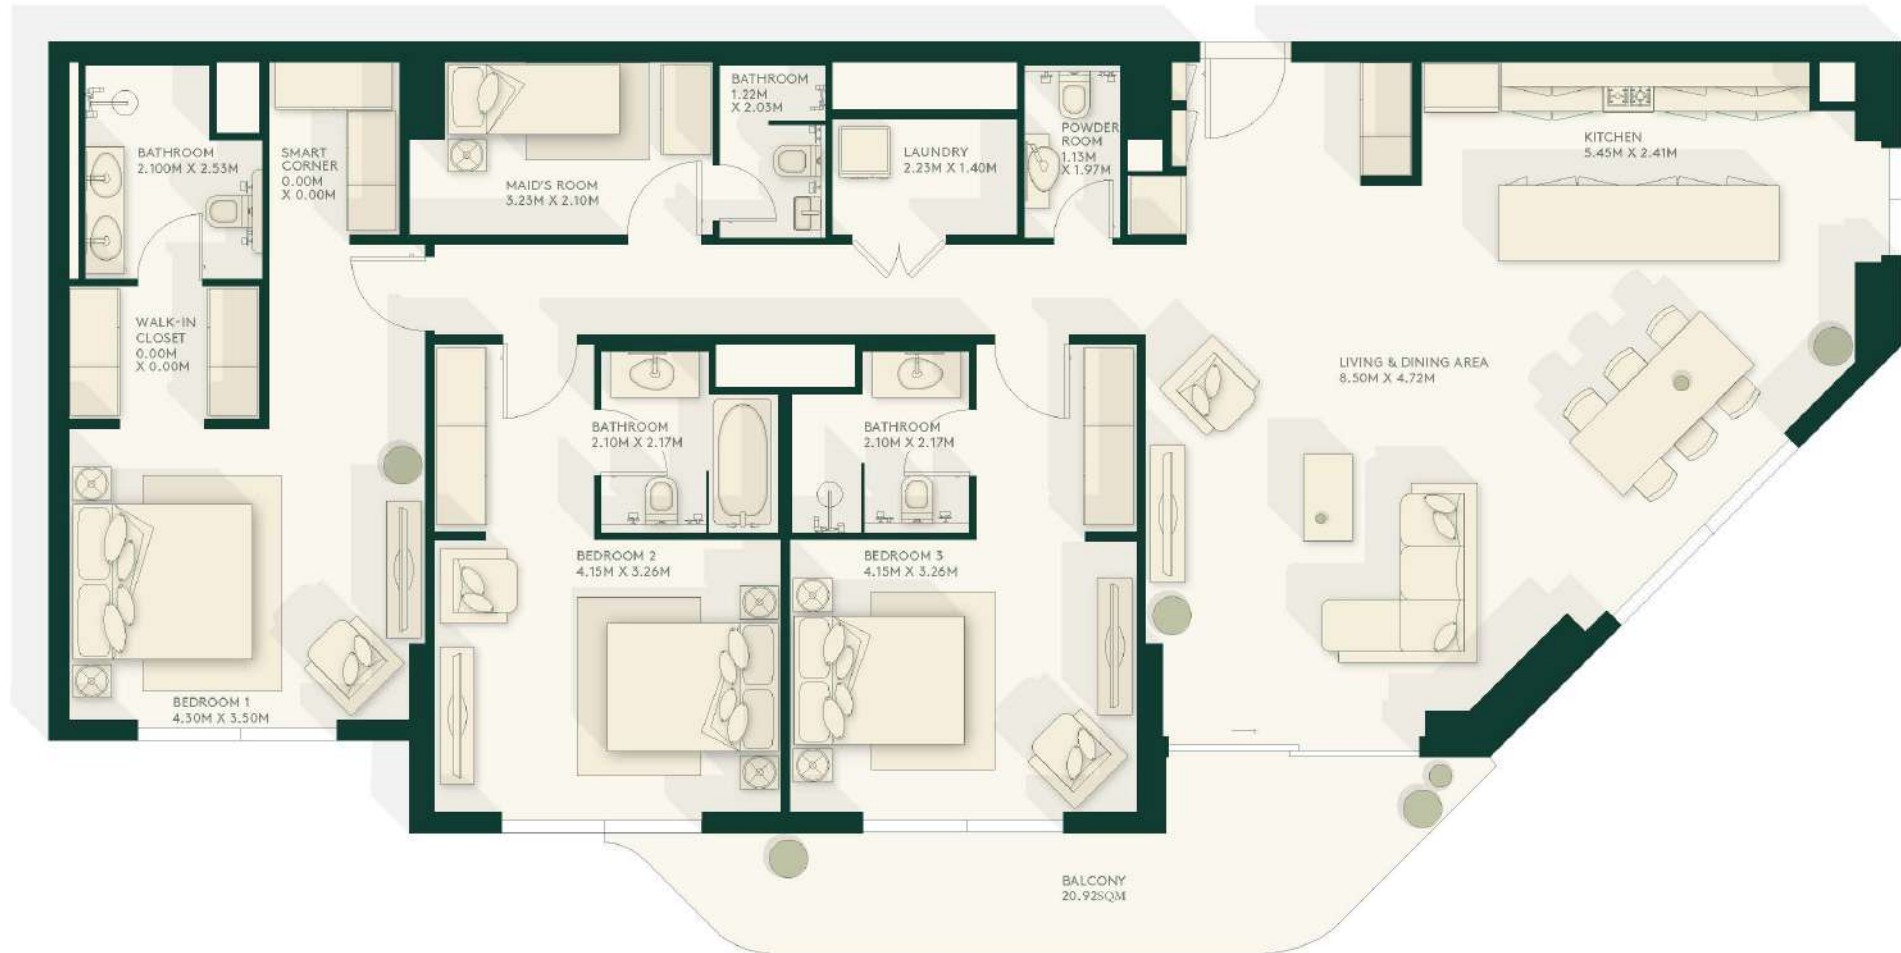 BATHROOM
1.22M
X 2.03M
BATHROOM
2.100M X 2.53M
SMART
CORNER
0.00M
X 0.00M
MAID'S ROOM
3.23M X 2.10M
LAUNDRY
2.23M X 1.40M
POWDER
ROOM
1.13M
X 1.97M
KITCHEN
5.45M X 2.41M
WALK-IN
CLOSET
0.00M
X 0.00M
LIVING & DINING AREA
8.50M X 4.72M
BATHROOM
2.10M X 2.17M
BATHROOM
2.10M X 2.17M
BEDROOM 2
4.15M X 3.26M
BEDROOM 3
4.15M X 3.26M
BEDROOM 1
4.30M X 3.50M
BALCONY
20.92SQM